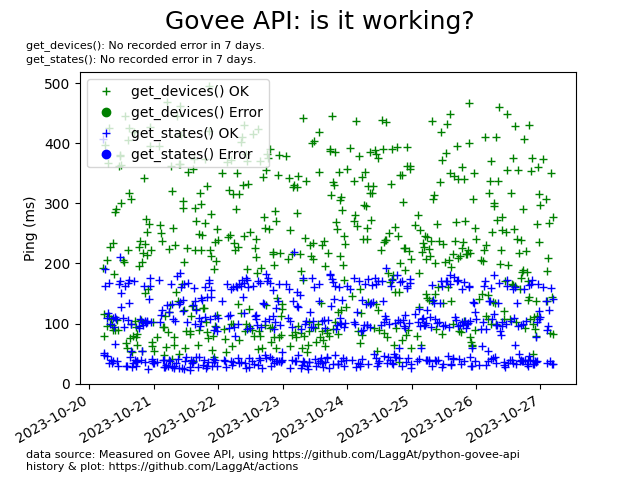 Govee API: is it working?
get_devices(): No recorded error in 7 days.
get_states(): No recorded error in 7 days.
get_devices() OK
get_devices() Error
get_states() OK
get_states() Error
Ping (ms)
500
400
300
200
100
0
2023-10-20
2023-10-21
2023-10-22
2023-10-23
2023-10-24
2023-10-25
2023-10-26
2023-10-27
data source: Measured on Govee API, using https://github.com/LaggAt/python-govee-api
history & plot: https://github.com/LaggAt/actions